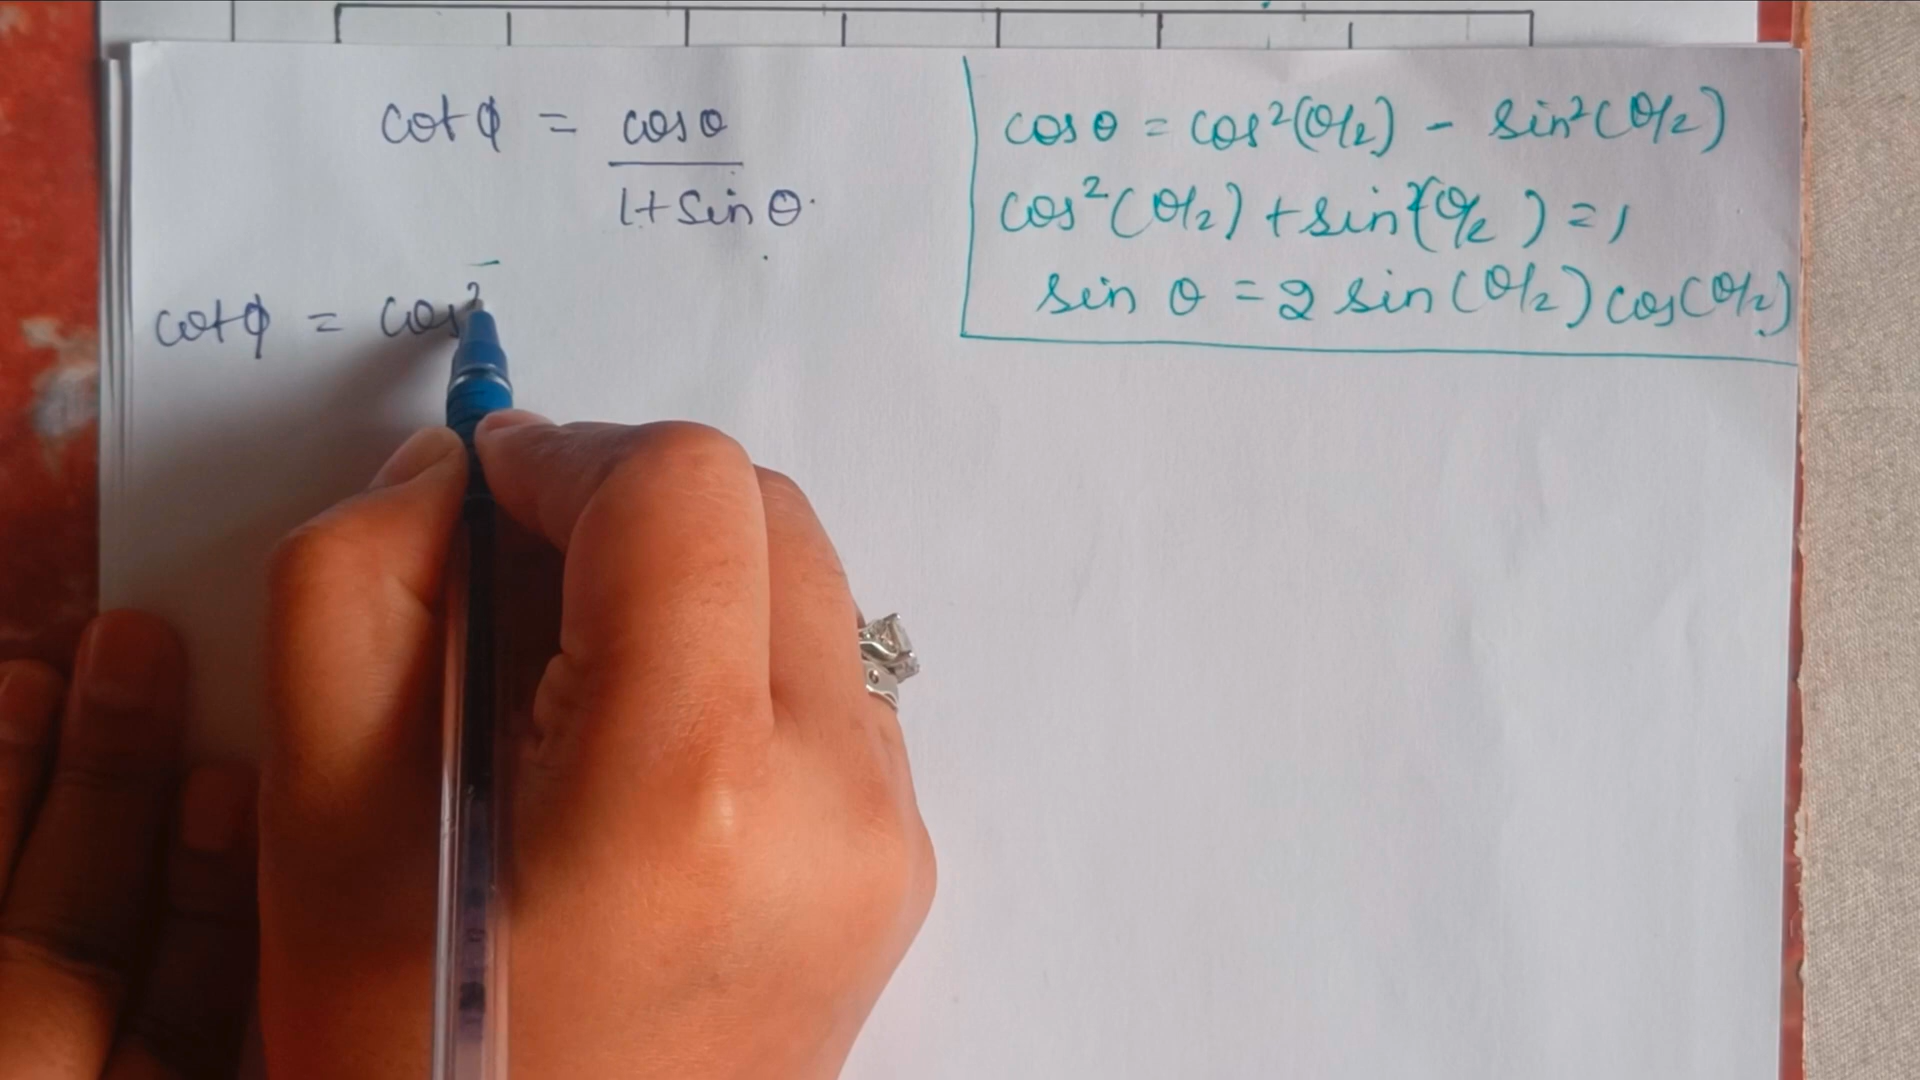 cot φ = cos θ / 1 + sin θ.
cot φ = cos²
cos θ = cos²(θ/2) - sin²(θ/2)
cos²(θ/2) + sin²(θ/2) = 1
sin θ = 2 sin(θ/2) cos(θ/2)